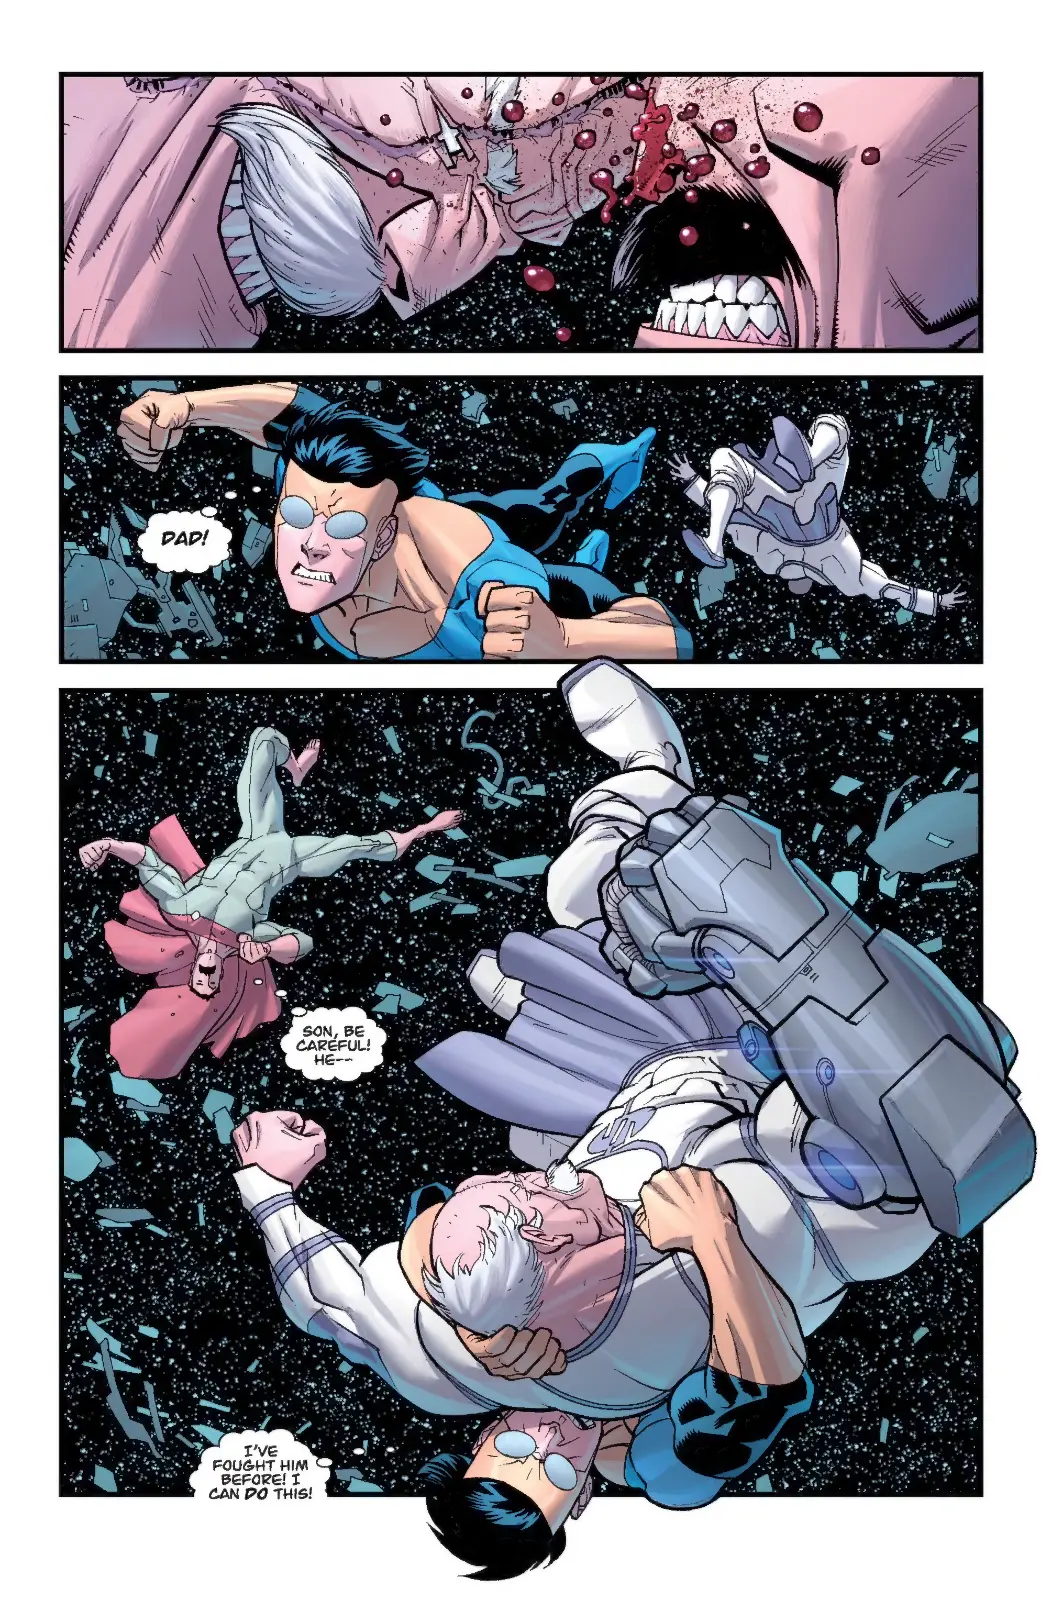 DAD!
SON, BE
CAREFUL!
HE--
I'VE
FOUGHT HIM
BEFORE! I
CAN DO THIS!